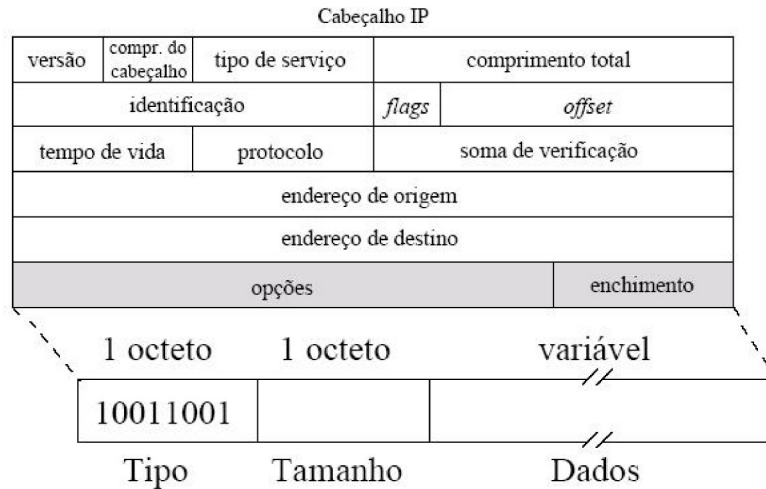 Cabeçalho IP
versão compr. do cabeçalho tipo de serviço comprimento total
identificação flags offset
tempo de vida protocolo soma de verificação
endereço de origem
endereço de destino
opções enchimento
1 octeto 1 octeto variável
10011001
Tipo Tamanho Dados